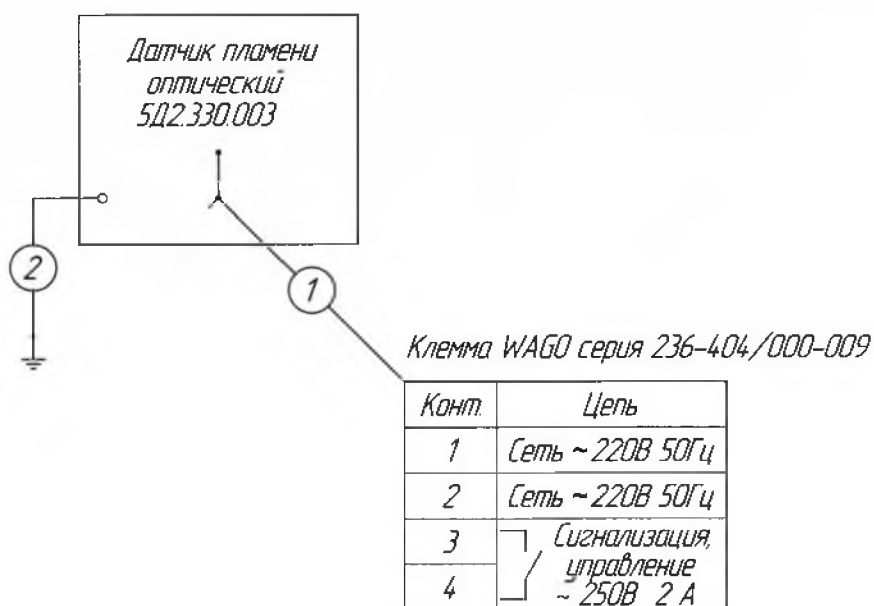 Датчик пламени
оптический
5Д2.330.003
2
1
Клемма WAGO серия 236-404/000-009
Конт. Цепь
1 Сеть ~ 220В 50Гц
2 Сеть ~ 220В 50Гц
3 Сигнализация,
управление
4 ~ 250В 2 А